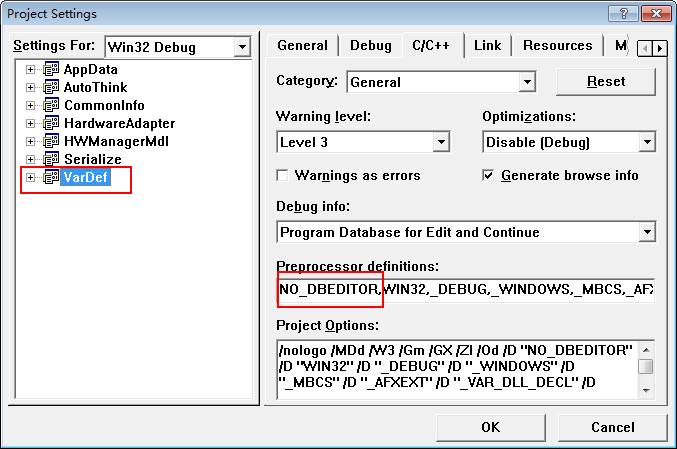 Project Settings
Settings For:
Win32 Debug
AppData
AutoThink
CommonInfo
HardwareAdapter
HWManagerMdl
Serialize
VarDef
General
Debug
C/C++
Link
Resources
M
Category:
General
Reset
Warning level:
Optimizations:
Level 3
Disable (Debug)
Warnings as errors
Generate browse info
Debug info:
Program Database for Edit and Continue
Preprocessor definitions:
NO_DBEDITOR,WIN32,_DEBUG,_WINDOWS,_MBCS,_AFX
Project Options:
/nologo /MDd /W3 /Gm /GX /ZI /Od /D "NO_DBEDITOR"
/D "WIN32" /D "_DEBUG" /D "_WINDOWS" /D
"_MBCS" /D "_AFXEXT" /D "_VAR_DLL_DECL" /D
OK
Cancel